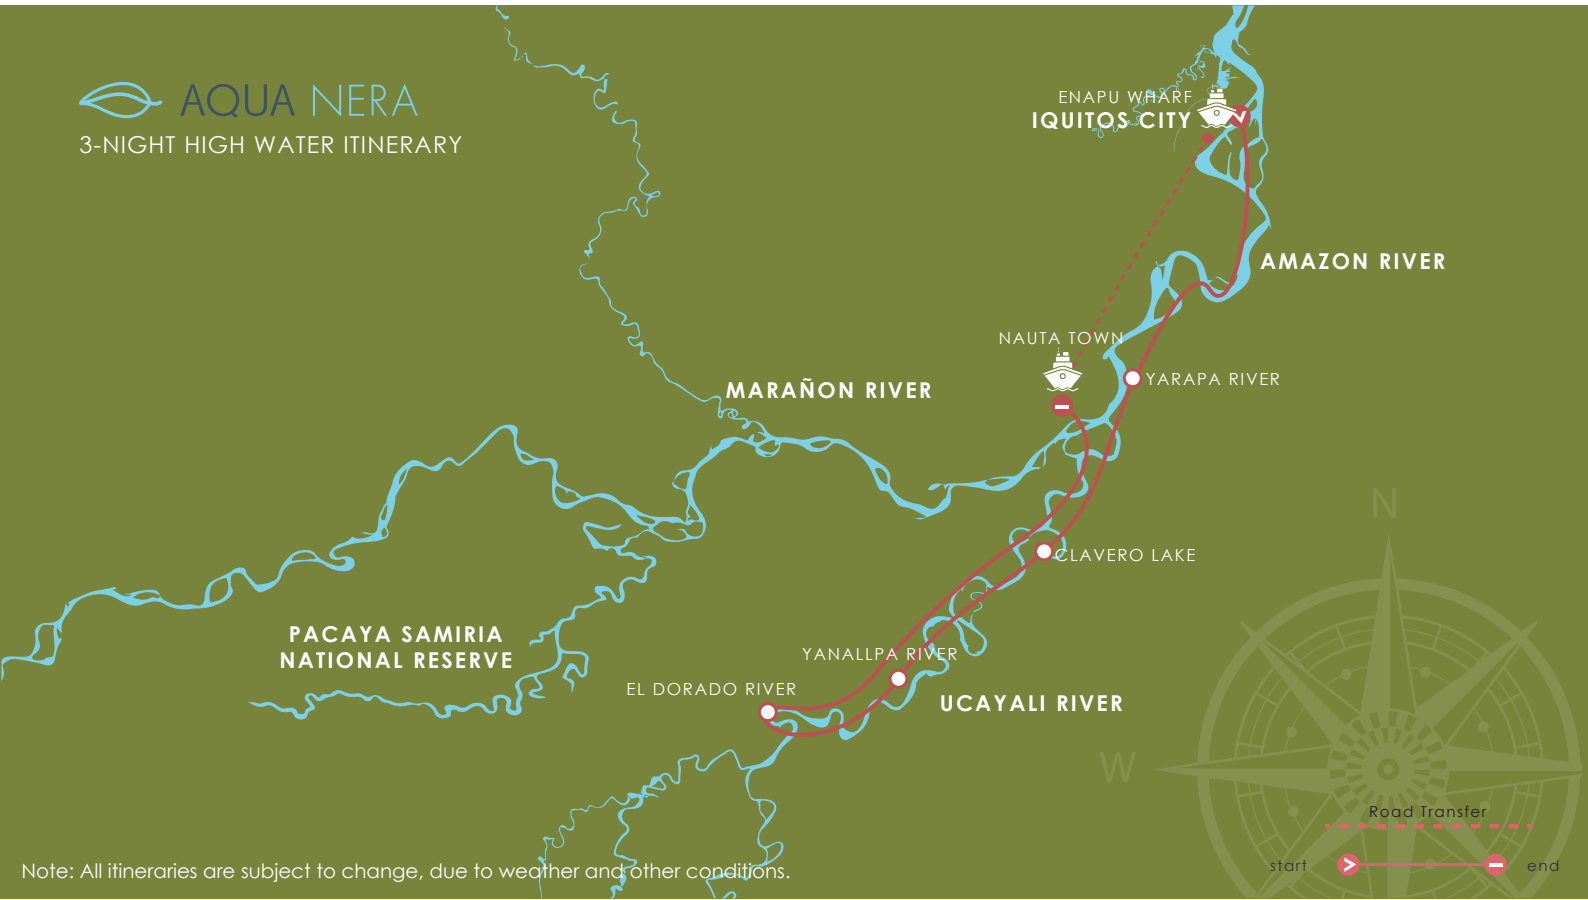 AQUA NERA
3-NIGHT HIGH WATER ITINERARY
ENAPU WHARF
IQUITOS CITY
AMAZON RIVER
NAUTA TOWN
YARAPA RIVER
MARAÑON RIVER
CLAVERO LAKE
PACAYA SAMIRIA
NATIONAL RESERVE
YANALLPA RIVER
EL DORADO RIVER
UCAYALI RIVER
N
W
Road Transfer
start
end
Note: All itineraries are subject to change, due to weather and other conditions.